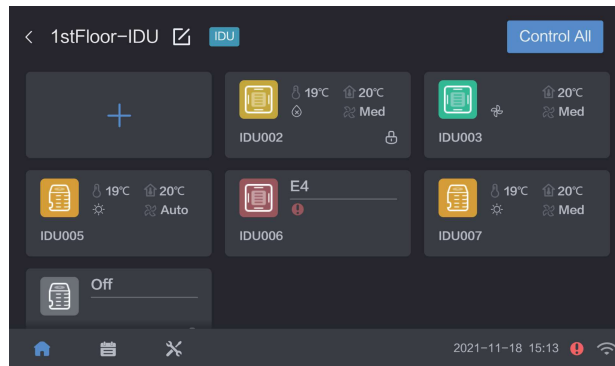 1stFloor-IDU IDU Control All
19°C 20°C
Med
IDU002
20°C
Med
IDU003
19°C 20°C
Auto
IDU005
E4
IDU006
19°C 20°C
Med
IDU007
Off
2021-11-18 15:13